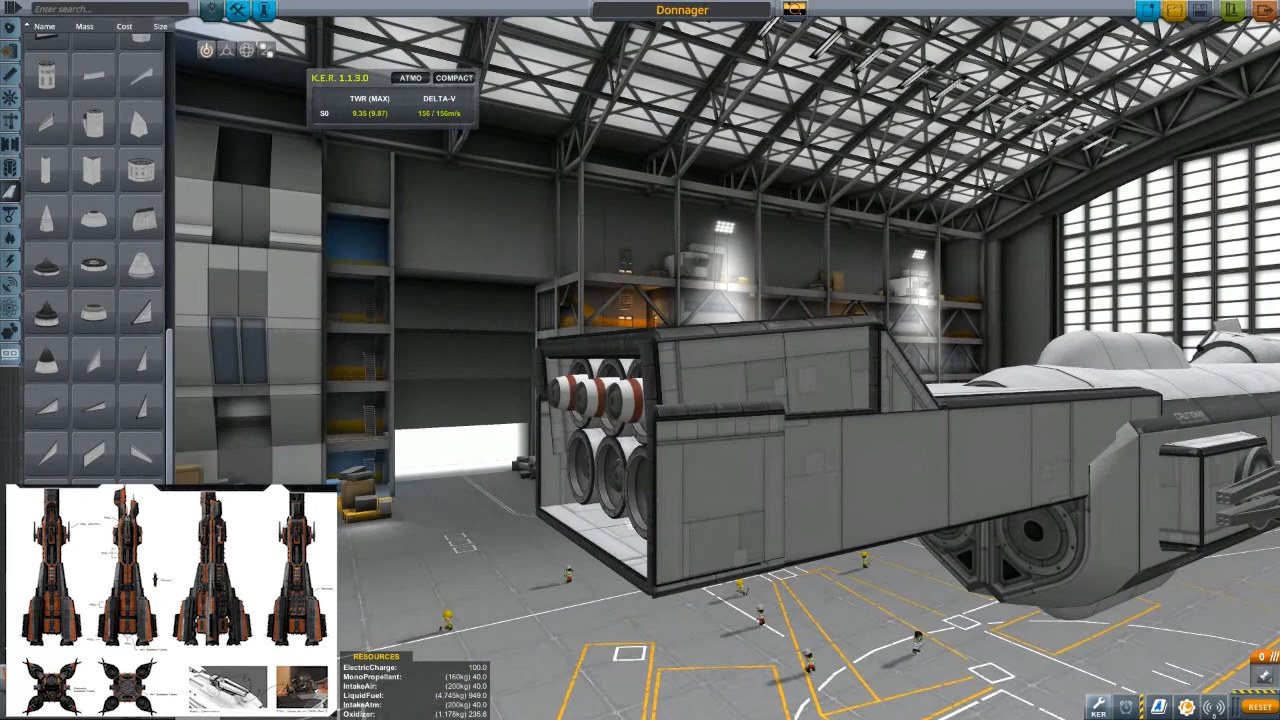 Enter search...
Donnager
Name Mass Cost Size
K.E.R. 1.1.3.0 ATMO COMPACT
TWR (MAX) DELTA-V
S0 9.35 (9.87) 156 / 156m/s
RESOURCES
ElectricCharge: 100.0
MonoPropellant: (160kg) 40.0
IntakeAir: (200kg) 40.0
LiquidFuel: (4,745kg) 949.0
IntakeAtm: (200kg) 40.0
Oxidizer: (1,178kg) 235.6
0
KER
RESET